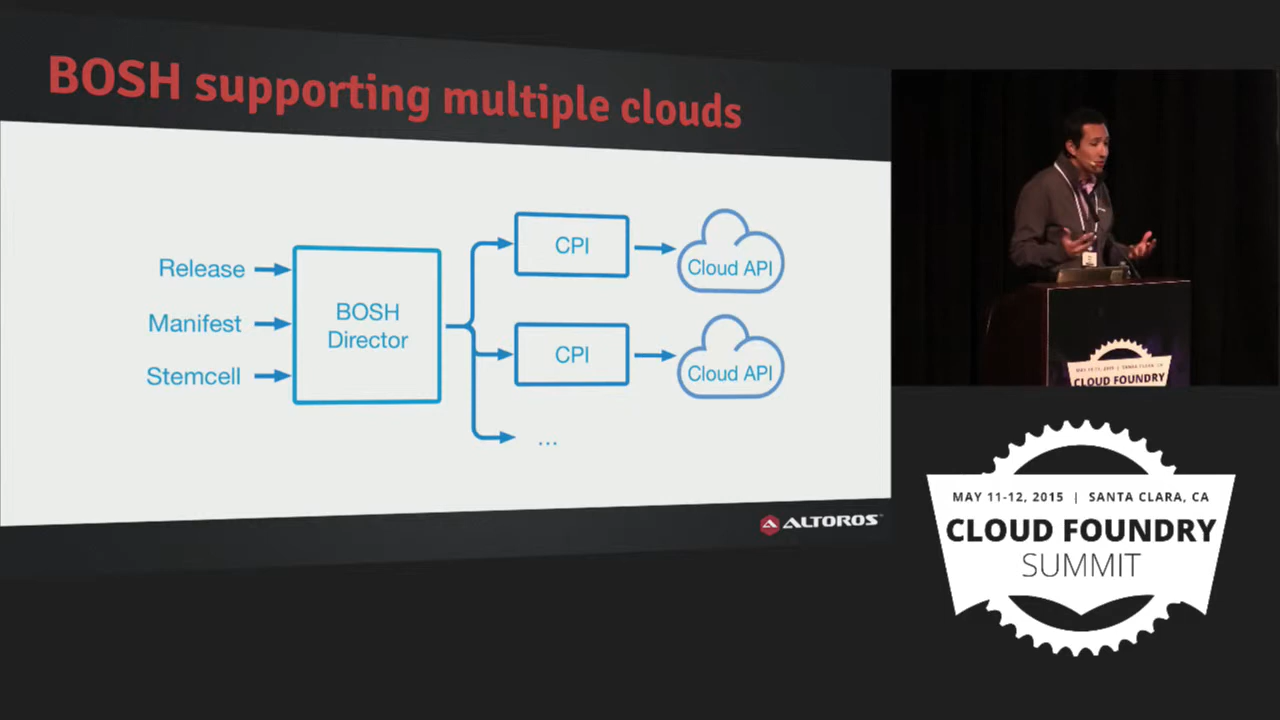 BOSH supporting multiple clouds
Release
Manifest
Stemcell
BOSH
Director
CPI
Cloud API
CPI
Cloud API
...
ALTOROS
CLOUD FOUNDRY
MAY 11-12, 2015 | SANTA CLARA, CA
CLOUD FOUNDRY
SUMMIT